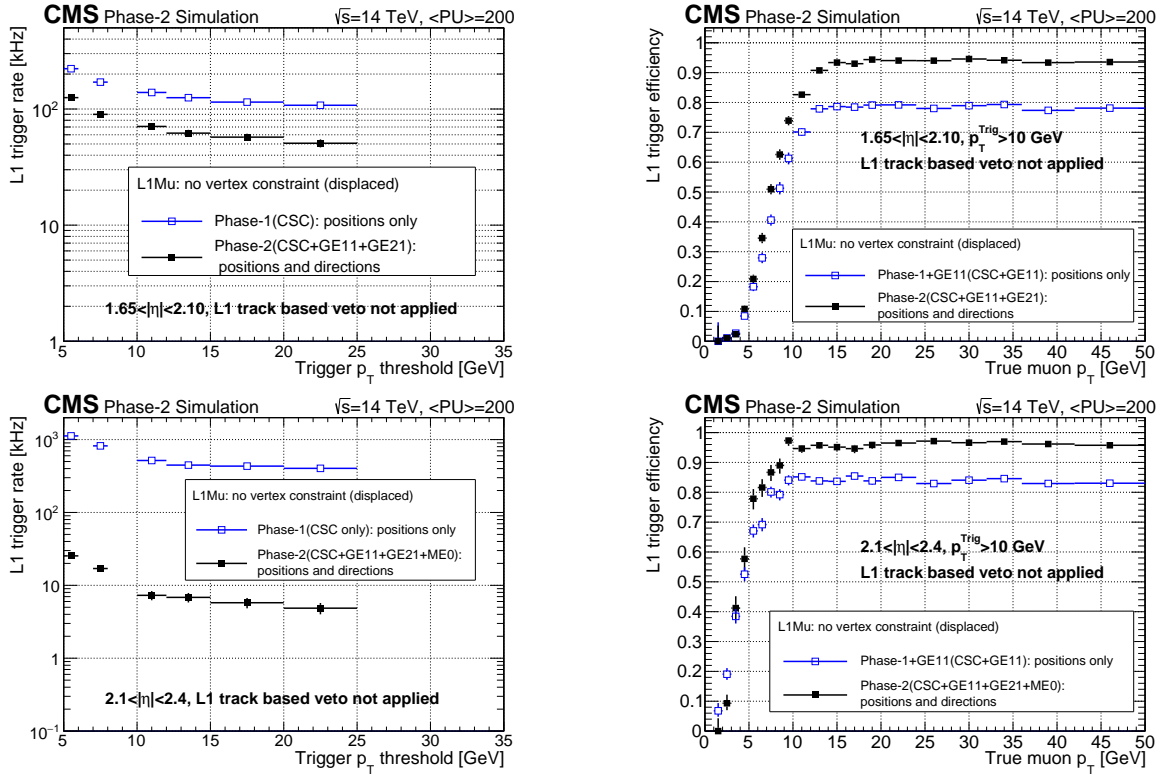 CMS Phase-2 Simulation √s=14 TeV, <PU>=200
L1 trigger rate [kHz]
10³
10²
10
1
L1Mu: no vertex constraint (displaced)
Phase-1(CSC): positions only
Phase-2(CSC+GE11+GE21):
positions and directions
1.65<|η|<2.10, L1 track based veto not applied
5 10 15 20 25 30 35
Trigger p_T threshold [GeV]
CMS Phase-2 Simulation √s=14 TeV, <PU>=200
L1 trigger efficiency
1
0.9
0.8
0.7
0.6
0.5
0.4
0.3
0.2
0.1
0
1.65<|η|<2.10, p_T^Trig>10 GeV
L1 track based veto not applied
L1Mu: no vertex constraint (displaced)
Phase-1+GE11(CSC+GE11): positions only
Phase-2(CSC+GE11+GE21):
positions and directions
0 5 10 15 20 25 30 35 40 45 50
True muon p_T [GeV]
CMS Phase-2 Simulation √s=14 TeV, <PU>=200
L1 trigger rate [kHz]
10³
10²
10
1
10⁻¹
L1Mu: no vertex constraint (displaced)
Phase-1(CSC only): positions only
Phase-2(CSC+GE11+GE21+ME0):
positions and directions
2.1<|η|<2.4, L1 track based veto not applied
5 10 15 20 25 30 35
Trigger p_T threshold [GeV]
CMS Phase-2 Simulation √s=14 TeV, <PU>=200
L1 trigger efficiency
1
0.9
0.8
0.7
0.6
0.5
0.4
0.3
0.2
0.1
0
2.1<|η|<2.4, p_T^Trig>10 GeV
L1 track based veto not applied
L1Mu: no vertex constraint (displaced)
Phase-1+GE11(CSC+GE11): positions only
Phase-2(CSC+GE11+GE21+ME0):
positions and directions
0 5 10 15 20 25 30 35 40 45 50
True muon p_T [GeV]